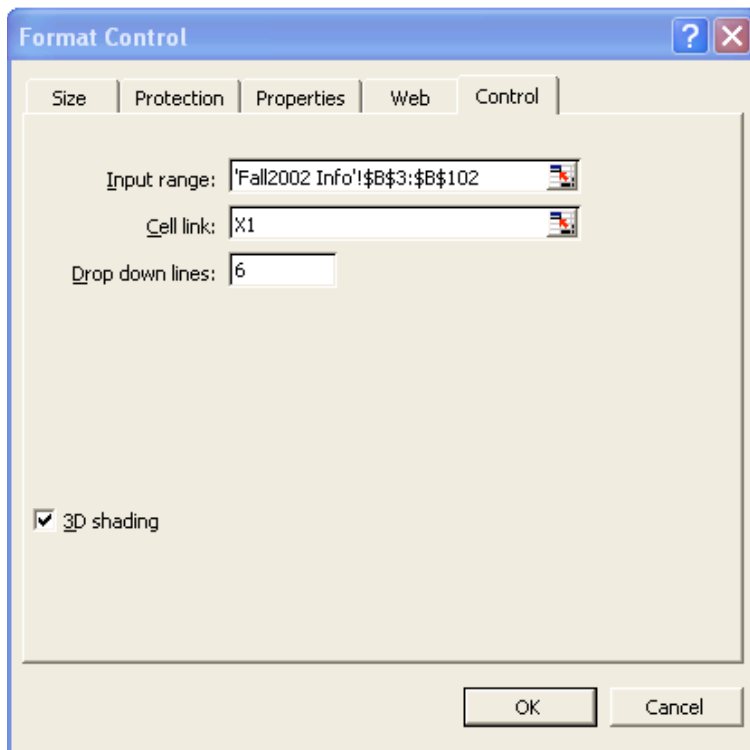 Format Control
Size Protection Properties Web Control
Input range: 'Fall2002 Info'!$B$3:$B$102
Cell link: X1
Drop down lines: 6
3D shading
OK Cancel